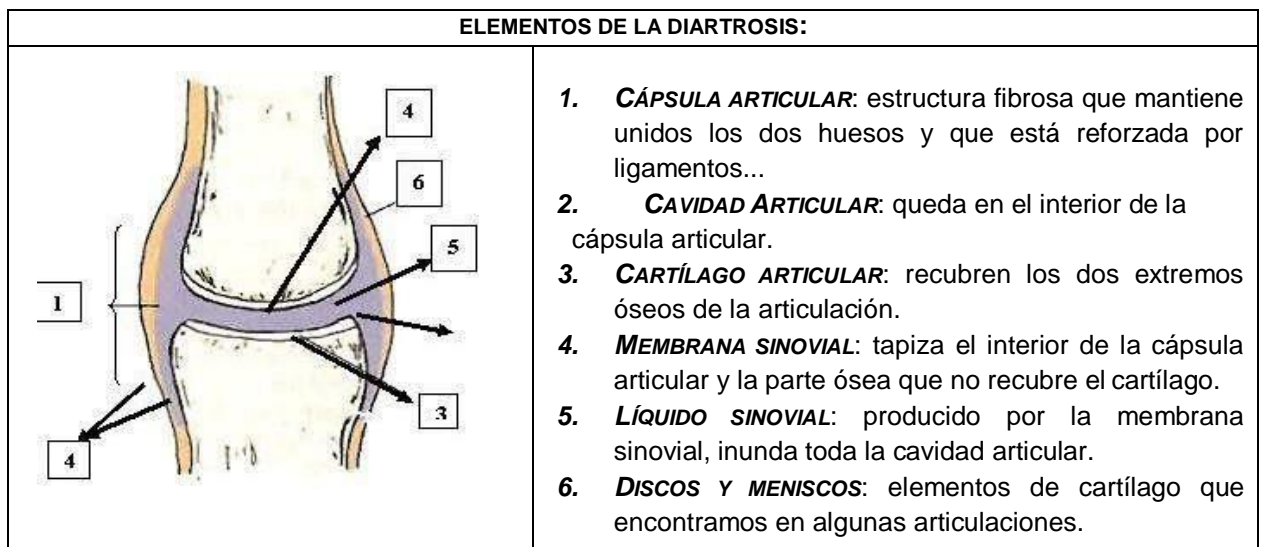 ELEMENTOS DE LA DIARTROSIS:
4
6
5
1
3
4
1. CÁPSULA ARTICULAR: estructura fibrosa que mantiene
unidos los dos huesos y que está reforzada por
ligamentos...
2. CAVIDAD ARTICULAR: queda en el interior de la
cápsula articular.
3. CARTÍLAGO ARTICULAR: recubren los dos extremos
óseos de la articulación.
4. MEMBRANA SINOVIAL: tapiza el interior de la cápsula
articular y la parte ósea que no recubre el cartílago.
5. LÍQUIDO SINOVIAL: producido por la membrana
sinovial, inunda toda la cavidad articular.
6. DISCOS Y MENISCOS: elementos de cartílago que
encontramos en algunas articulaciones.